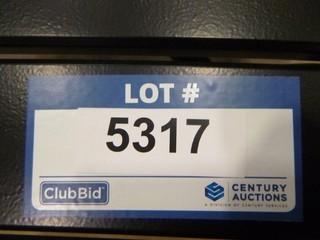 LOT #
5317
ClubBid
CENTURY
AUCTIONS
A DIVISION OF CENTURY SERVICES